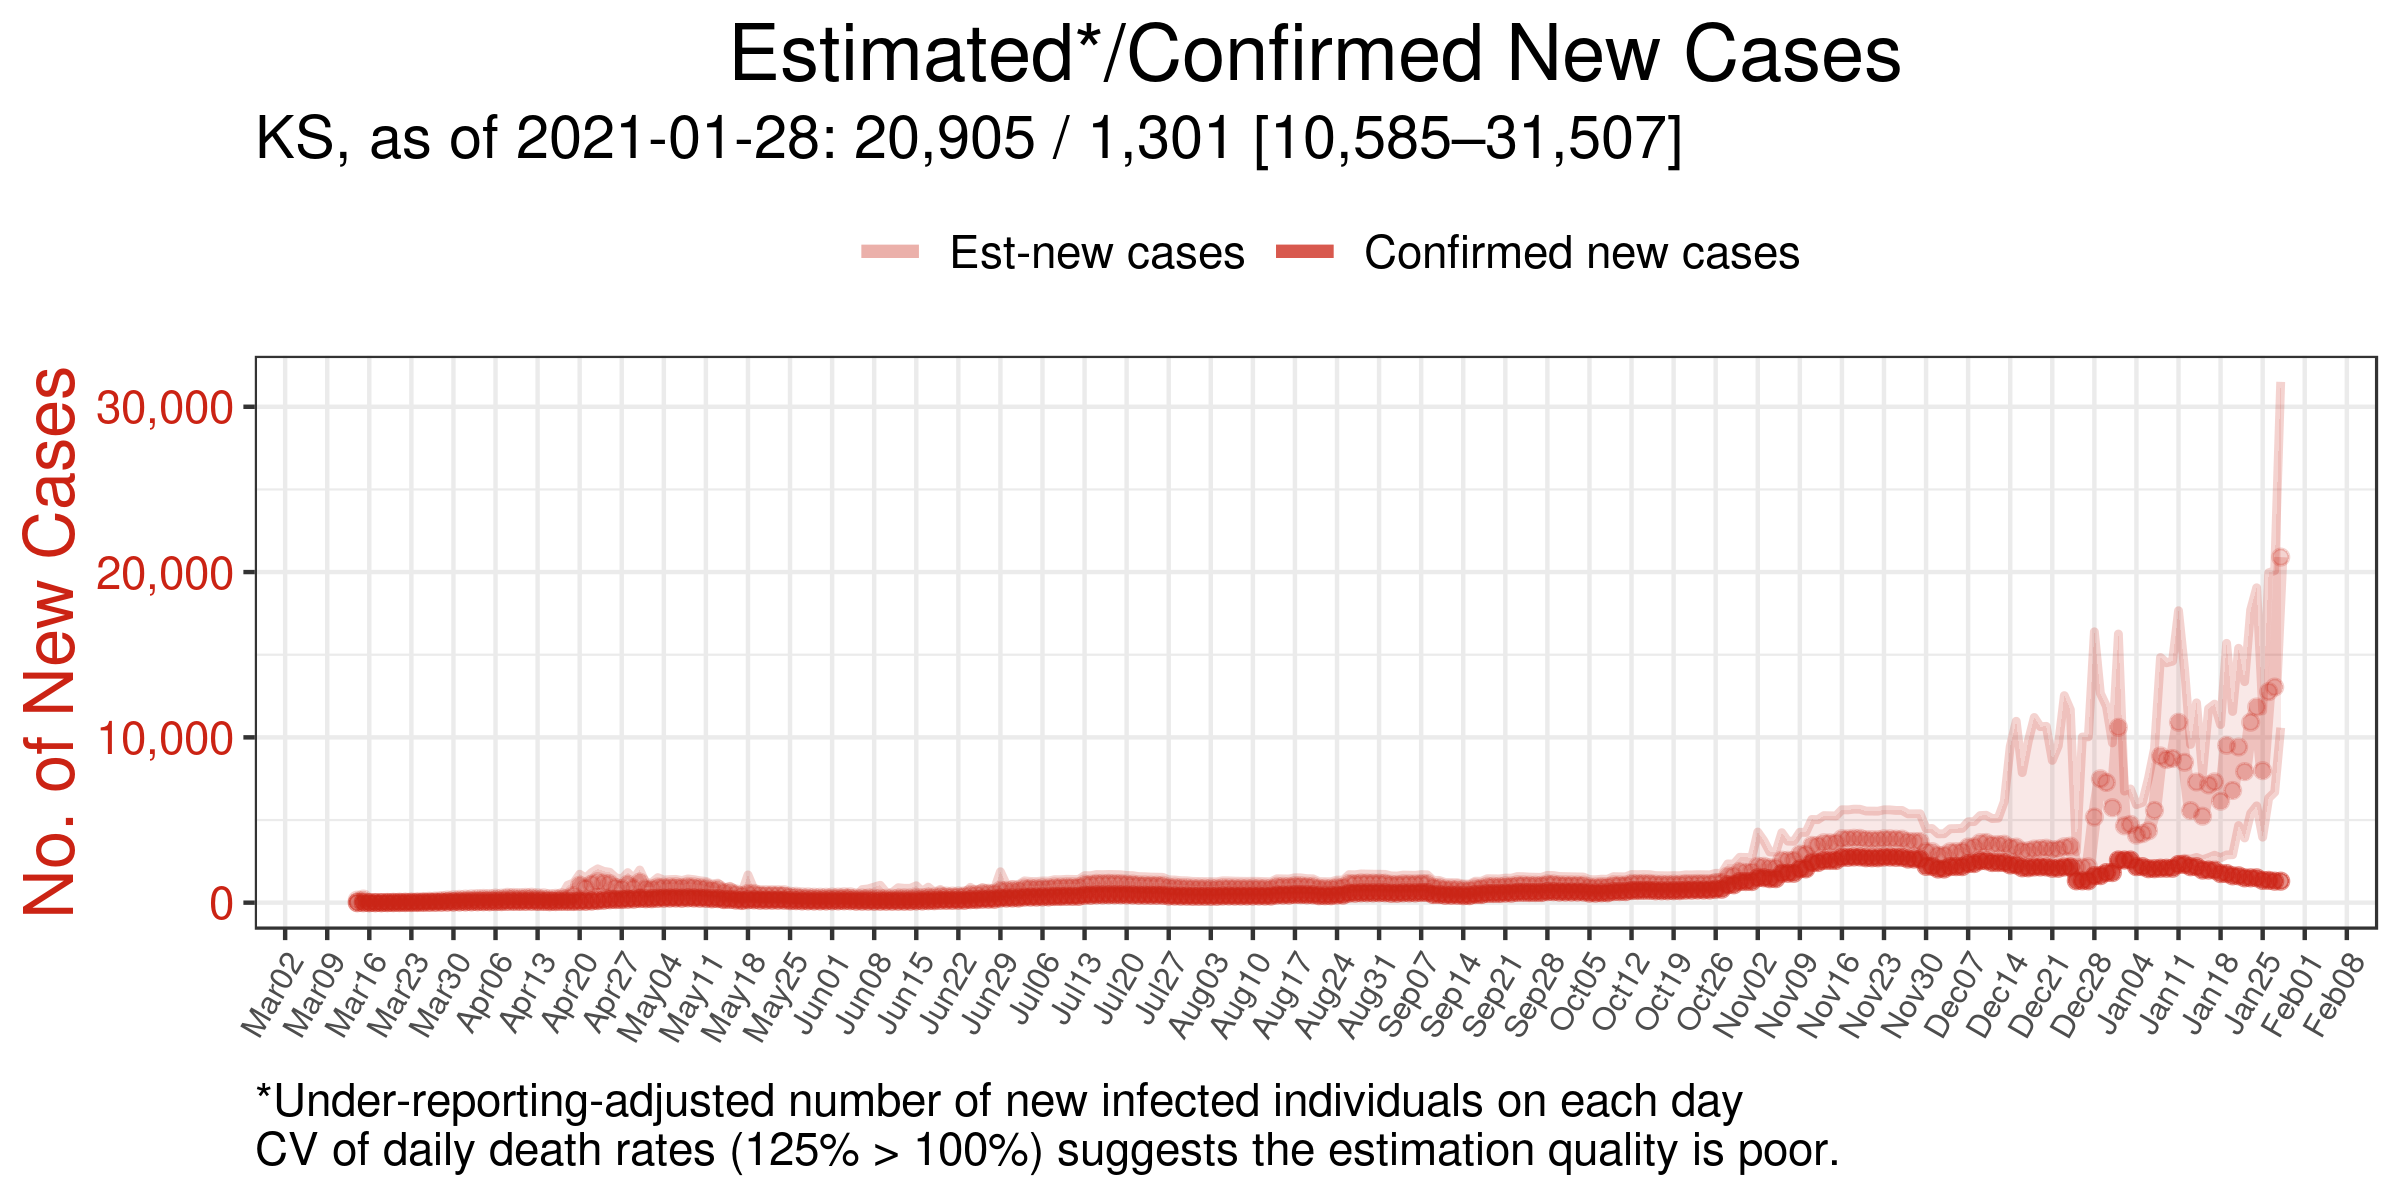 Estimated*/Confirmed New Cases
KS, as of 2021-01-28: 20,905 / 1,301 [10,585–31,507]
Est-new cases Confirmed new cases
No. of New Cases
30,000
20,000
10,000
0
Mar02 Mar09 Mar16 Mar23 Mar30 Apr06 Apr13 Apr20 Apr27 May04 May11 May18 May25 Jun01 Jun08 Jun15 Jun22 Jun29 Jul06 Jul13 Jul20 Jul27 Aug03 Aug10 Aug17 Aug24 Aug31 Sep07 Sep14 Sep21 Sep28 Oct05 Oct12 Oct19 Oct26 Nov02 Nov09 Nov16 Nov23 Nov30 Dec07 Dec14 Dec21 Dec28 Jan04 Jan11 Jan18 Jan25 Feb01 Feb08
*Under-reporting-adjusted number of new infected individuals on each day
CV of daily death rates (125% > 100%) suggests the estimation quality is poor.